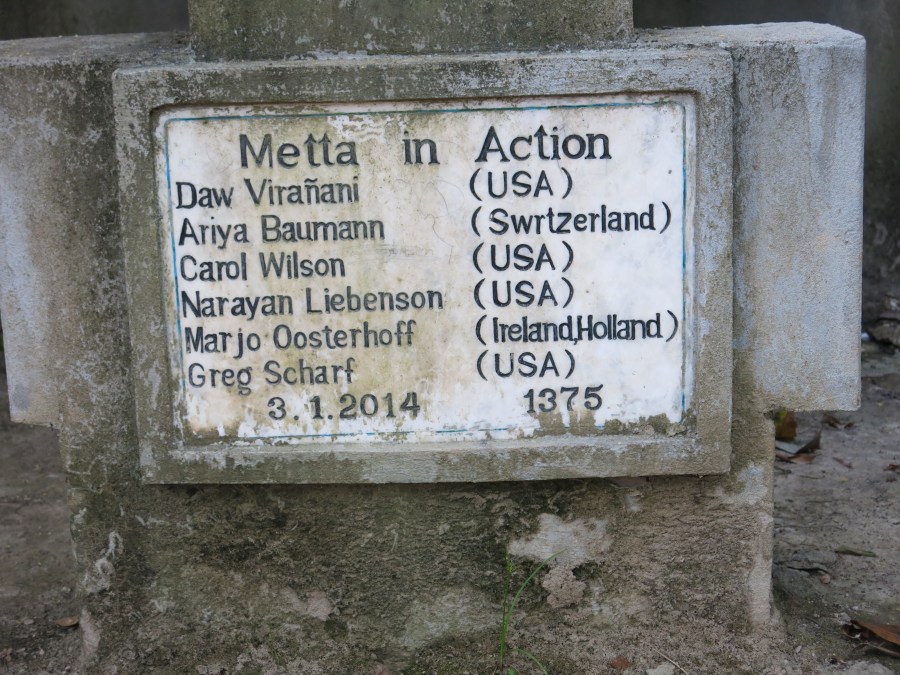 Metta in Action
Daw Virañani (USA)
Ariya Baumann (Swrtzerland)
Carol Wilson (USA)
Narayan Liebenson (USA)
Marjo Oosterhoff (Ireland,Holland)
Greg Scharf (USA)
3.1.2014 1375